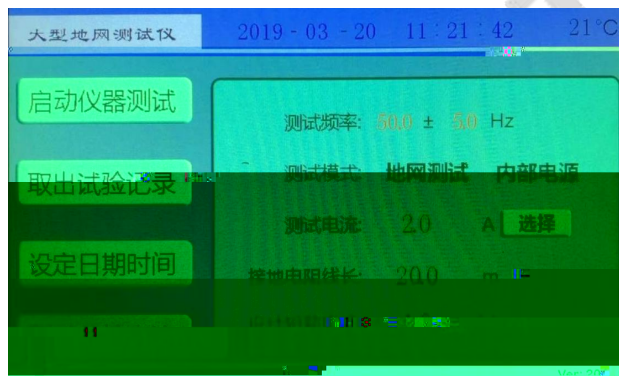 大型地网测试仪 2019-03-20 11:21:42 21°C
启动仪器测试
测试频率: 50.0 ± 5.0 Hz
取出试验记录
测试模式: 地网测试 内部电源
测试电流: 2.0 A 选择
设定日期时间
接地电阻线长: 20.0 m